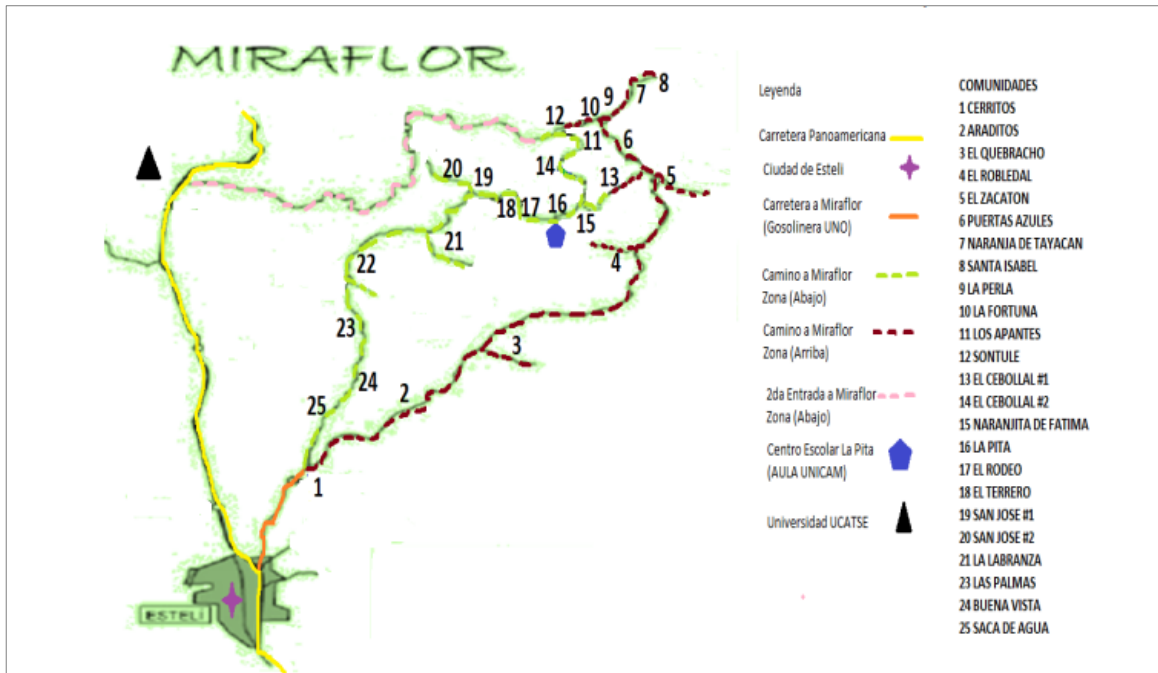 MIRAFLOR
8
9
7
10
12
11
6
14
20
19
13
5
18
17
16
15
21
4
22
23
3
24
2
25
1
ESTELI
Leyenda
Carretera Panoamericana
Ciudad de Esteli
Carretera a Miraflor
(Gosolinera UNO)
Camino a Miraflor
Zona (Abajo)
Camino a Miraflor
Zona (Arriba)
2da Entrada a Miraflor
Zona (Abajo)
Centro Escolar La Pita
(AULA UNICAM)
Universidad UCATSE
COMUNIDADES
1 CERRITOS
2 ARADITOS
3 EL QUEBRACHO
4 EL ROBLEDAL
5 EL ZACATON
6 PUERTAS AZULES
7 NARANJA DE TAYACAN
8 SANTA ISABEL
9 LA PERLA
10 LA FORTUNA
11 LOS APANTES
12 SONTULE
13 EL CEBOLLAL #1
14 EL CEBOLLAL #2
15 NARANJITA DE FATIMA
16 LA PITA
17 EL RODEO
18 EL TERRERO
19 SAN JOSE #1
20 SAN JOSE #2
21 LA LABRANZA
23 LAS PALMAS
24 BUENA VISTA
25 SACA DE AGUA